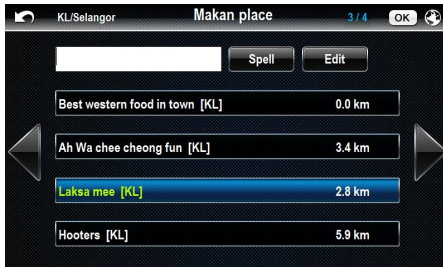 KL/Selangor Makan place 3 / 4 OK
Spell Edit
Best western food in town [KL] 0.0 km
Ah Wa chee cheong fun [KL] 3.4 km
Laksa mee [KL] 2.8 km
Hooters [KL] 5.9 km